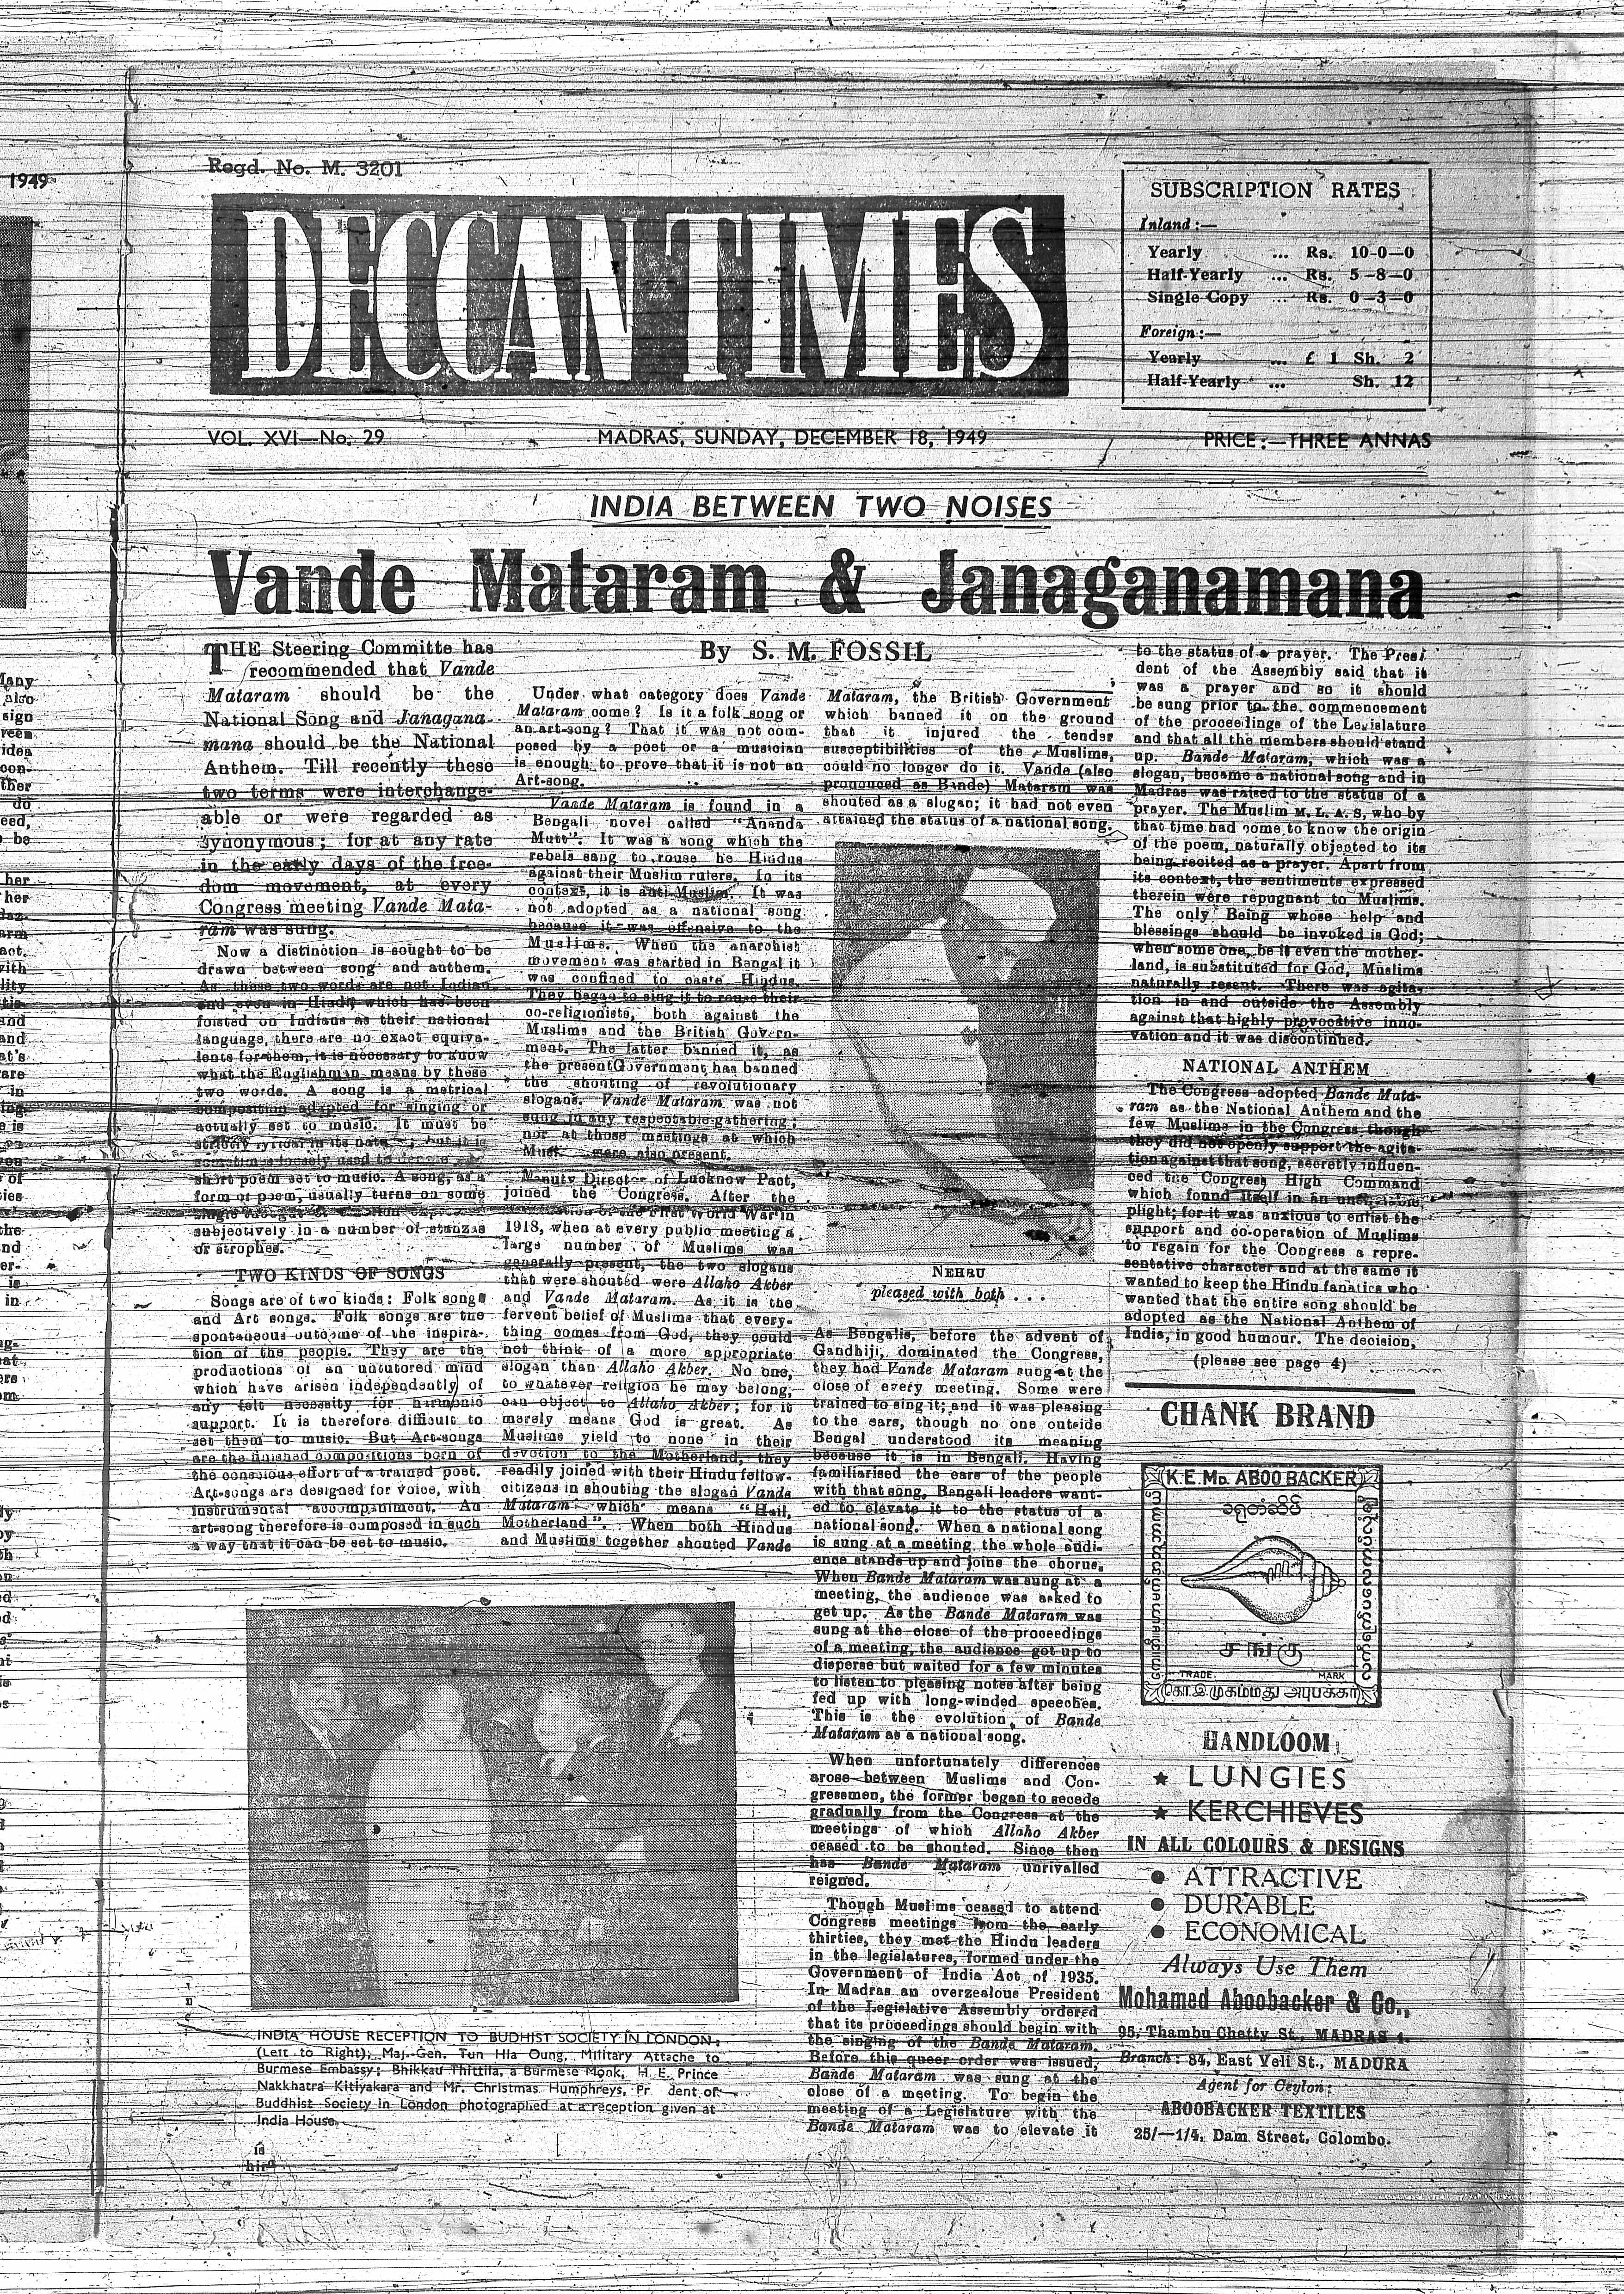 1949
Regd. No. M. 3201
DECCAN TIMES
SUBSCRIPTION RATES
Inland :—
Yearly ... Rs. 10-0—0
Half-Yearly ... Rs. 5-8—0
Single Copy ... Rs. 0-3—0
Foreign :—
Yearly ... £ 1 Sh. 2
Half-Yearly ... Sh. 12
VOL. XVI—No. 29
MADRAS, SUNDAY, DECEMBER 18, 1949
PRICE :—THREE ANNAS
INDIA BETWEEN TWO NOISES
Vande Mataram & Janaganamana
By S. M. FOSSIL
THE Steering Committe has
recommended that Vande
Mataram should be the
National Song and Janagana-
mana should be the National
Anthem. Till recently these
two terms were interchange-
able or were regarded as
synonymous; for at any rate
in the early days of the free-
dom movement, at every
Congress meeting Vande Mata-
ram was sung.
Now a distinction is sought to be
drawn between song and anthem.
As these two words are not Indian
and even in Hindi, which has been
foisted on Indians as their national
language, there are no exact equiva-
lents for them, it is necessary to know
what the Englishman means by these
two words. A song is a metrical
composition adapted for singing or
actually set to music. It must be
strictly lyrical in its
short poem set to music. A song, as a
form of poem, usually turns on some
single
subjectively in a number of stanzas
or strophes.
TWO KINDS OF SONGS
Songs are of two kinds: Folk songs
and Art songs. Folk songs are the
spontaneous outcome of the inspira-
tion of the people. They are the
productions of an untutored mind
which have arisen independently of
any felt necessity for harmonic
support. It is therefore difficult to
set them to music. But Art-songs
are the finished compositions born of
the conscious effort of a trained poet.
Art-songs are designed for voice, with
instrumental accompaniment. An
art-song therefore is composed in such
a way that it can be set to music.
Under what category does Vande
Mataram come? Is it a folk song or
an art-song? That it was not com-
posed by a poet or a musician
is enough to prove that it is not an
Art-song.
Vande Mataram is found in a
Bengali novel called "Ananda
Mutt". It was a song which the
rebels sang to rouse he Hindus
against their Muslim rulers. In its
context, it is anti-Muslim. It was
not adopted as a national song
because it was offensive to the
Muslims. When the anarchist
movement was started in Bengal it
was confined to caste Hindus.
They began to sing it to rouse their
co-religionists, both against the
Muslims and the British Govern-
ment. The latter banned it, as
the presentGovernment has banned
the shouting of revolutionary
slogans. Vande Mataram was not
sung in any respectable gathering;
nor at those meetings at which
were also present.
Director of Lucknow Pact,
joined the Congress. After the
of the First World War in
1918, when at every public meeting a
large number of Muslims was
generally present, the two slogans
that were shouted were Allaho Akber
and Vande Mataram. As it is the
fervent belief of Muslims that every-
thing comes from God, they could
not think of a more appropriate
slogan than Allaho Akber. No one,
to whatever religion he may belong,
can object to Allaho Akber; for it
merely means God is great. As
Muslims yield to none in their
devotion to the Motherland, they
readily joined with their Hindu fellow-
citizens in shouting the slogan Vande
Mataram which means "Hail,
Motherland". When both Hindus
and Muslims together shouted Vande
Mataram, the British Government
which banned it on the ground
that it injured the tender
susceptibilities of the Muslims,
could no longer do it. Vande (also
pronouced as Bande) Mataram was
shouted as a slogan; it had not even
attained the status of a national song.
NEHRU
pleased with both . . .
As Bengalis, before the advent of
Gandhiji, dominated the Congress,
they had Vande Mataram sung at the
close of every meeting. Some were
trained to sing it; and it was pleasing
to the ears, though no one outside
Bengal understood its meaning
because it is in Bengali. Having
familiarised the ears of the people
with that song, Bengali leaders want-
ed to elevate it to the status of a
national song. When a national song
is sung at a meeting, the whole audi-
ence stands up and joins the chorus.
When Bande Mataram was sung at a
meeting, the audience was asked to
get up. As the Bande Mataram was
sung at the close of the proceedings
of a meeting, the audience got up to
disperse but waited for a few minutes
to listen to pleasing notes after being
fed up with long-winded speeches.
This is the evolution of Bande
Mataram as a national song.
When unfortunately differences
arose between Muslims and Con-
gressmen, the former began to secede
gradually from the Congress at the
meetings of which Allaho Akber
ceased to be shouted. Since then
has Bande Mataram unrivalled
reigned.
Though Muslims ceased to attend
Congress meetings from the early
thirties, they met the Hindu leaders
in the legislatures, formed under the
Government of India Act of 1935.
In Madras an overzealous President
of the Legislative Assembly ordered
that its proceedings should begin with
the singing of the Bande Mataram.
Before this queer order was issued,
Bande Mataram was sung at the
close of a meeting. To begin the
meeting of a Legislature with the
Bande Mataram was to elevate it
to the status of a prayer. The Presi
dent of the Assembly said that it
was a prayer and so it should
be sung prior to the commencement
of the proceedings of the Legislature
and that all the members should stand
up. Bande Mataram, which was a
slogan, became a national song and in
Madras was raised to the status of a
prayer. The Muslim M. L. A. S, who by
that time had come to know the origin
of the poem, naturally objected to its
being recited as a prayer. Apart from
its context, the sentiments expressed
therein were repugnant to Muslims.
The only Being whose help and
blessings should be invoked is God;
when some one, be it even the mother-
land, is substituted for God, Muslims
naturally resent. There was agita-
tion in and outside the Assembly
against that highly provocative inno-
vation and it was discontinued.
NATIONAL ANTHEM
The Congress adopted Bande Mata-
ram as the National Anthem and the
few Muslims in the Congress though
they did not openly support the agita-
tion against that song, secretly influen-
ced the Congress High Command
which found itself in an
plight; for it was anxious to enlist the
support and co-operation of Muslims
to regain for the Congress a repre-
sentative character and at the same it
wanted to keep the Hindu fanatics who
wanted that the entire song should be
adopted as the National Anthem of
India, in good humour. The decision,
(please see page 4)
INDIA HOUSE RECEPTION TO BUDHIST SOCIETY IN LONDON:
(Left to Right), Maj.-Gen. Tun Hla Oung, Military Attache to
Burmese Embassy; Bhikkau Thittila, a Burmese Monk, H. E. Prince
Nakkhatra Kitiyakara and Mr. Christmas Humphreys, Pr dent of
Buddhist Society in London photographed at a reception given at
India House.
CHANK BRAND
K.E.MD. ABOO BACKER
சங்கு
TRADE MARK
கே.இ.முகம்மது அபுபக்கர்
HANDLOOM
★ LUNGIES
★ KERCHIEVES
IN ALL COLOURS & DESIGNS
● ATTRACTIVE
● DURABLE
● ECONOMICAL
Always Use Them
Mohamed Aboobacker & Co.,
95, Thambu Chetty St., MADRAS-1.
Branch: 84, East Veli St., MADURA
Agent for Ceylon:
ABOOBACKER TEXTILES
25/—1/4, Dam Street, Colombo.